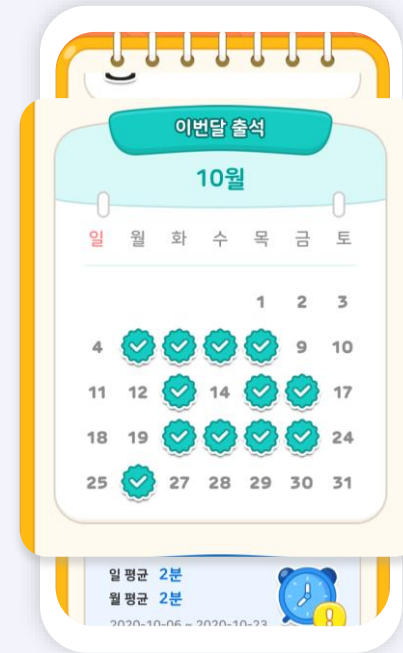 이번달 출석
10월
일 월 화 수 목 금 토
1 2 3
4 9 10
11 12 14 17
18 19 24
25 27 28 29 30 31
일 평균 2분
월 평균 2분
2020-10-06 ~ 2020-10-23